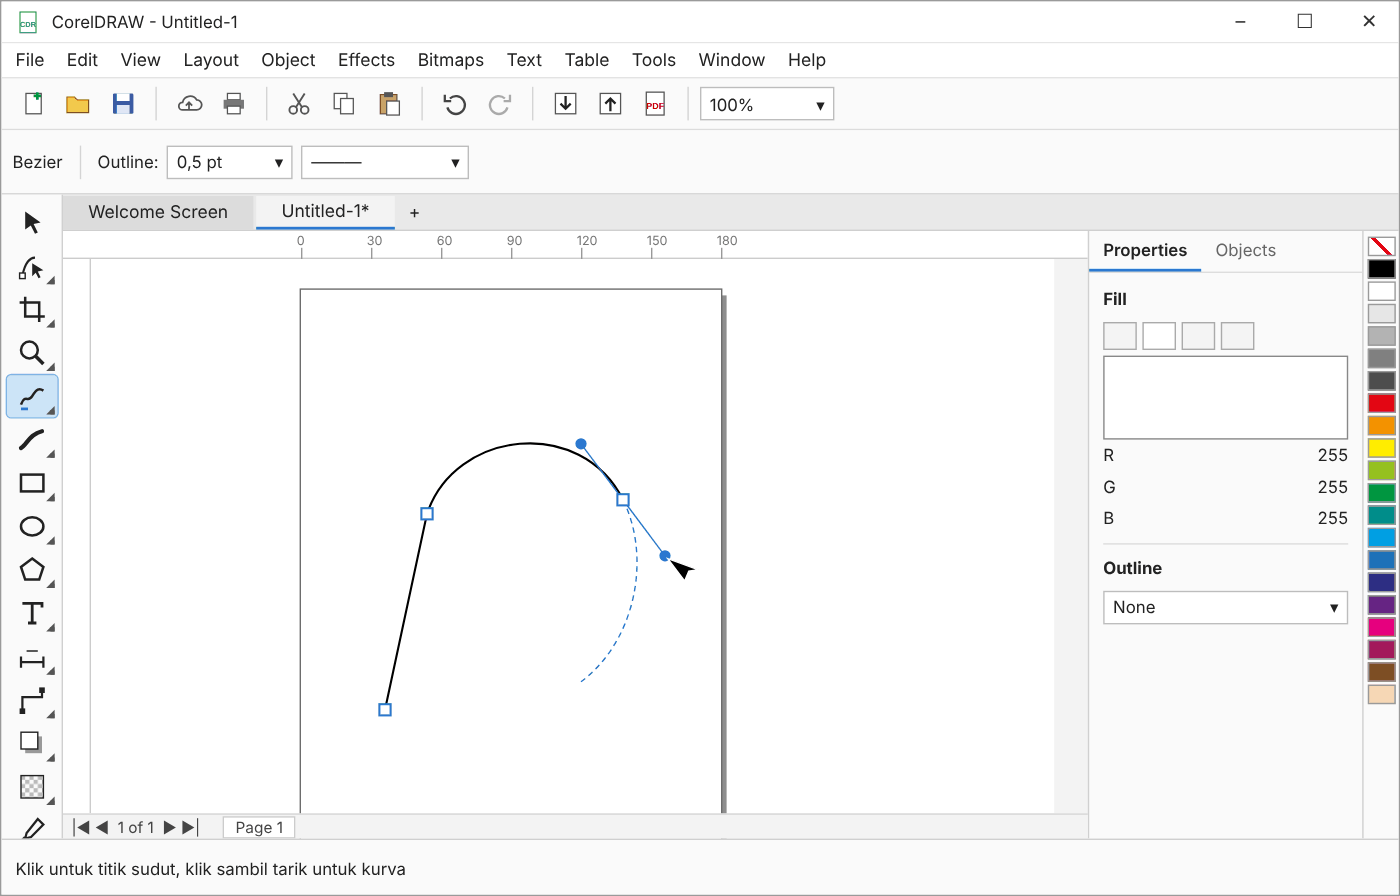 CDR CorelDRAW - Untitled-1
File Edit View Layout Object Effects Bitmaps Text Table Tools Window Help
PDF 100%
Bezier Outline: 0,5 pt
Welcome Screen Untitled-1* +
0 30 60 90 120 150 180
Properties Objects
Fill
R 255
G 255
B 255
Outline
None
1 of 1 Page 1
Klik untuk titik sudut, klik sambil tarik untuk kurva